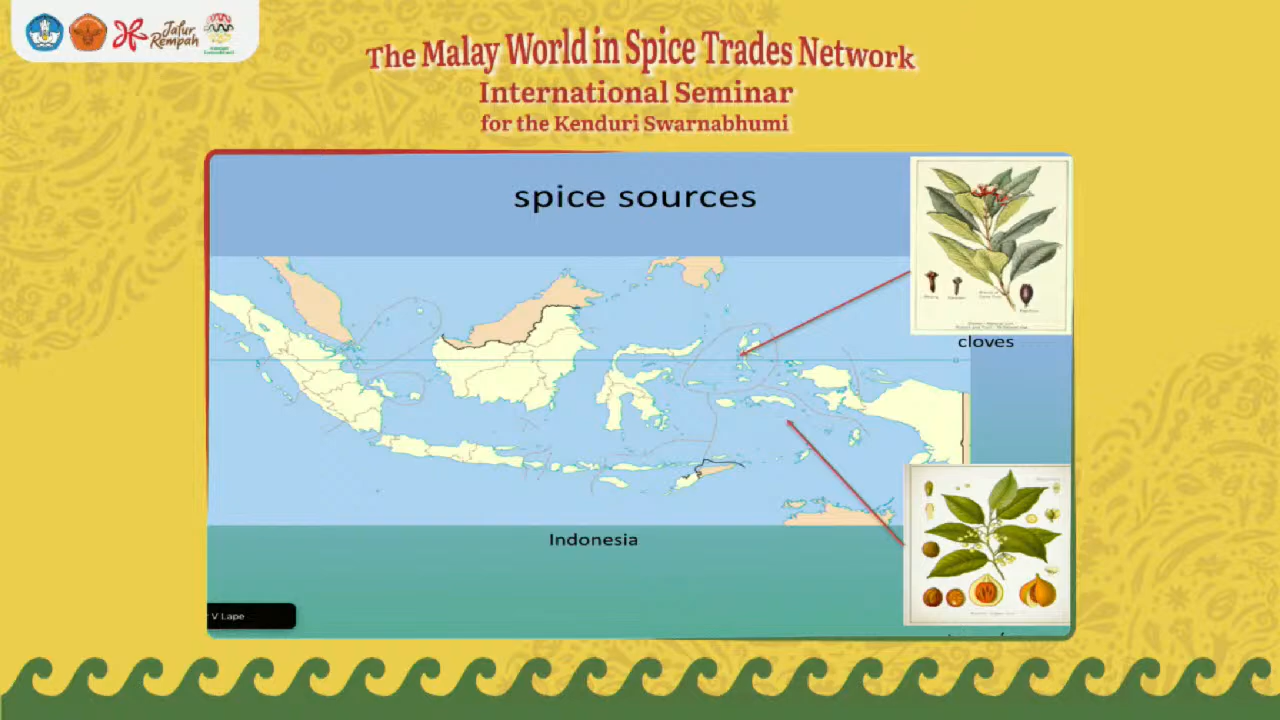 Jalur
Rempah
The Malay World in Spice Trades Network
International Seminar
for the Kenduri Swarnabhumi
spice sources
cloves
Indonesia
V Lape